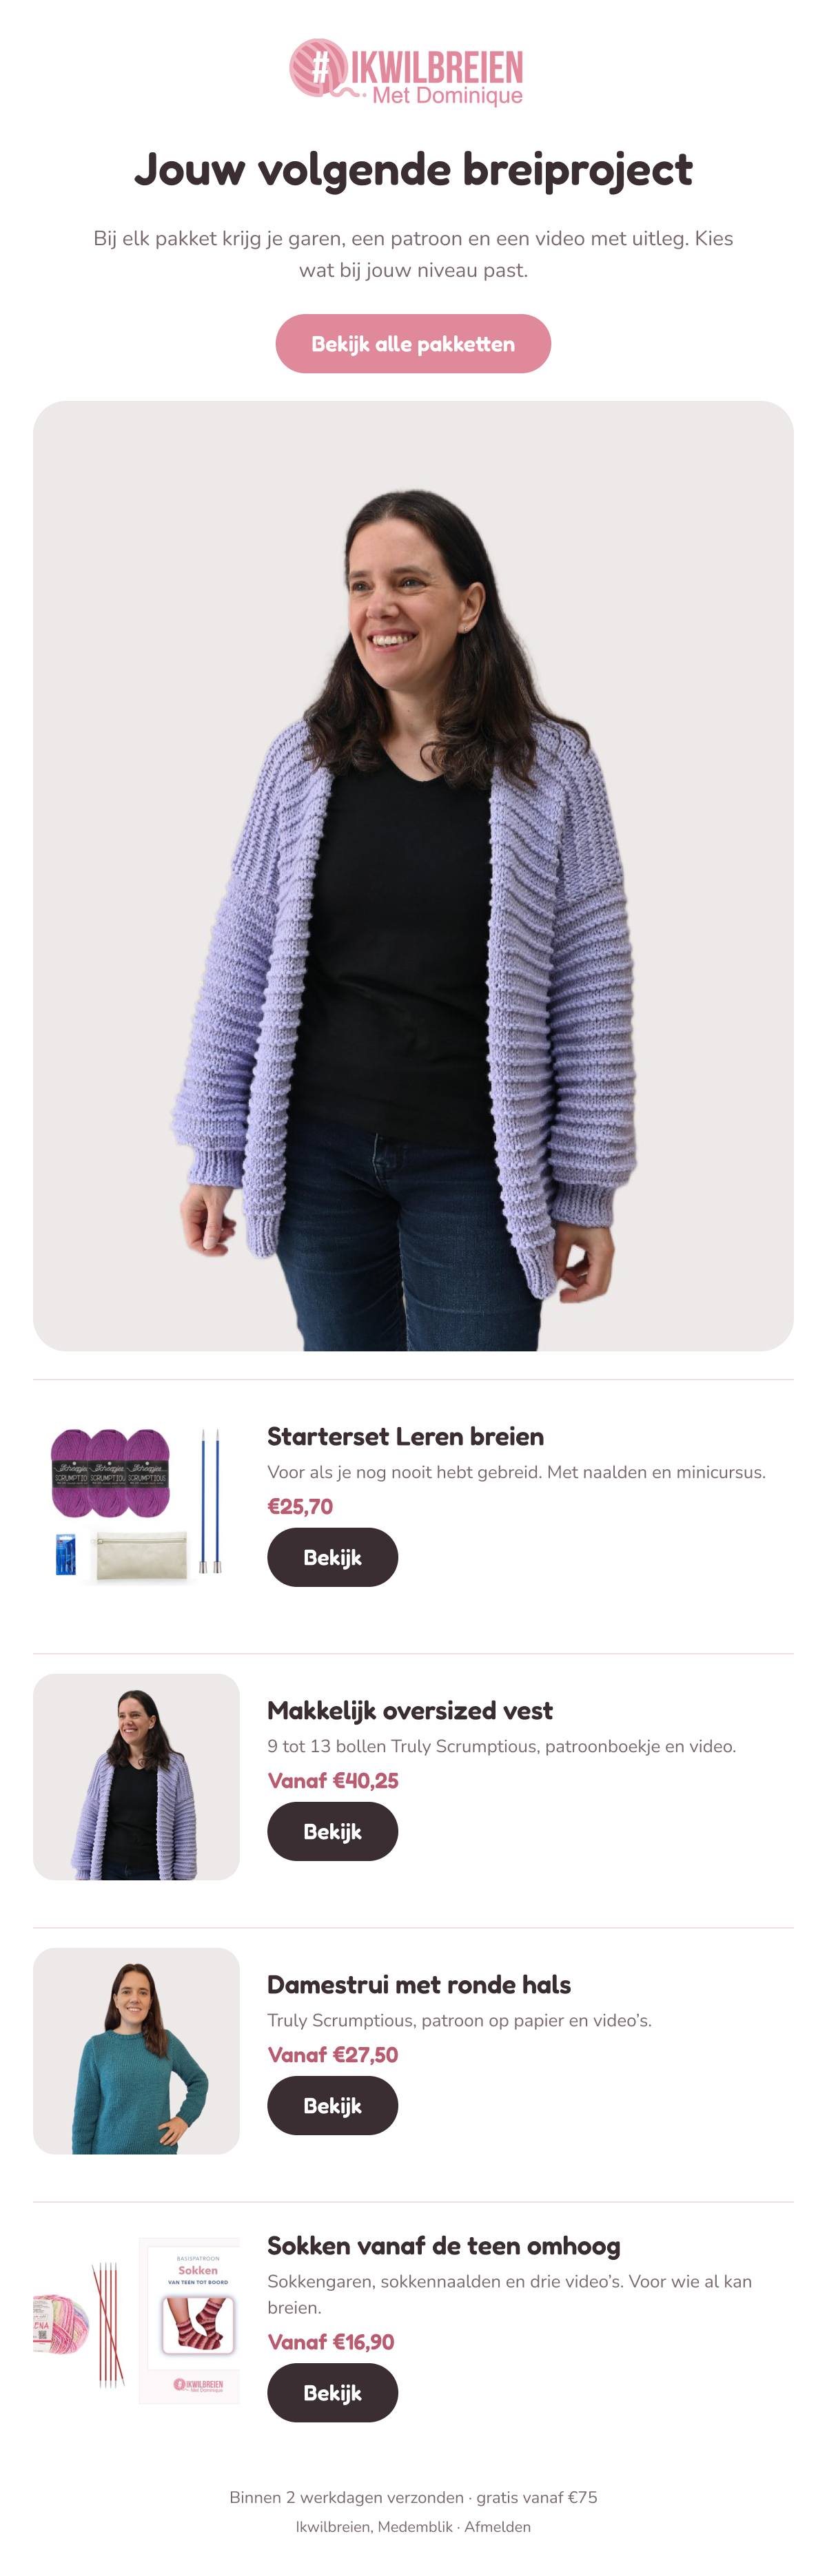 #IKWILBREIEN
Met Dominique
Jouw volgende breiproject
Bij elk pakket krijg je garen, een patroon en een video met uitleg. Kies
wat bij jouw niveau past.
Bekijk alle pakketten
Starterset Leren breien
Voor als je nog nooit hebt gebreid. Met naalden en minicursus.
€25,70
Bekijk
Makkelijk oversized vest
9 tot 13 bollen Truly Scrumptious, patroonboekje en video.
Vanaf €40,25
Bekijk
Damestrui met ronde hals
Truly Scrumptious, patroon op papier en video’s.
Vanaf €27,50
Bekijk
BASISPATROON
Sokken
VAN TEEN TOT BOORD
#IKWILBREIEN
Met Dominique
Sokken vanaf de teen omhoog
Sokkengaren, sokkennaalden en drie video’s. Voor wie al kan
breien.
Vanaf €16,90
Bekijk
Binnen 2 werkdagen verzonden · gratis vanaf €75
Ikwilbreien, Medemblik · Afmelden